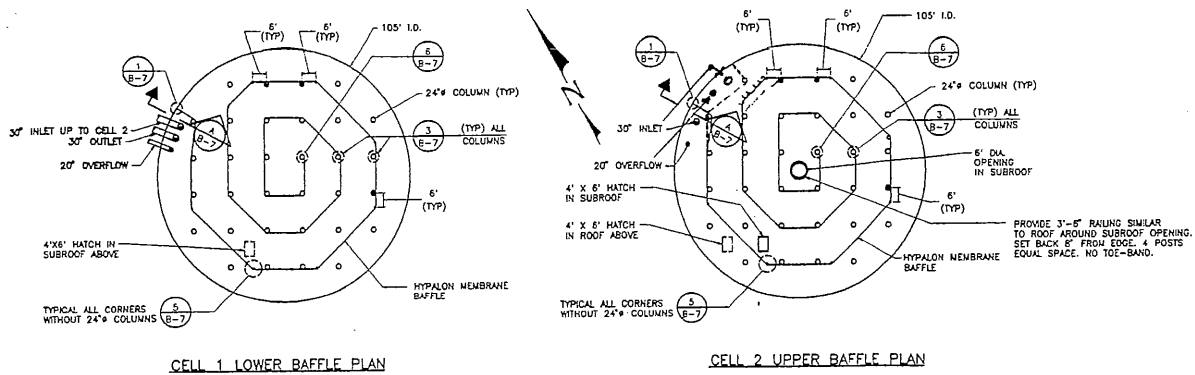 6'
(TYP)
6'
(TYP)
105' I.D.
6
B-7
1
B-7
24"ø COLUMN (TYP)
A
B-7
3
B-7
(TYP) ALL
COLUMNS
30" INLET UP TO CELL 2
30" OUTLET
20" OVERFLOW
6'
(TYP)
4'X6' HATCH IN
SUBROOF ABOVE
HYPALON MEMBRANE
BAFFLE
TYPICAL ALL CORNERS
WITHOUT 24"ø COLUMNS
5
B-7
CELL 1 LOWER BAFFLE PLAN
N
6'
(TYP)
6'
(TYP)
105' I.D.
1
B-7
6
B-7
24"ø COLUMN (TYP)
A
B-7
3
B-7
(TYP) ALL
COLUMNS
30" INLET
20" OVERFLOW
6' DIA.
OPENING
IN SUBROOF
4' X 6' HATCH
IN SUBROOF
6'
(TYP)
4' X 6' HATCH
IN ROOF ABOVE
PROVIDE 3'-6" RAILING SIMILAR
TO ROOF AROUND SUBROOF OPENING.
SET BACK 8" FROM EDGE. 4 POSTS
EQUAL SPACE. NO TOE-BAND.
HYPALON MEMBRANE
BAFFLE
TYPICAL ALL CORNERS
WITHOUT 24"ø COLUMNS
5
B-7
CELL 2 UPPER BAFFLE PLAN